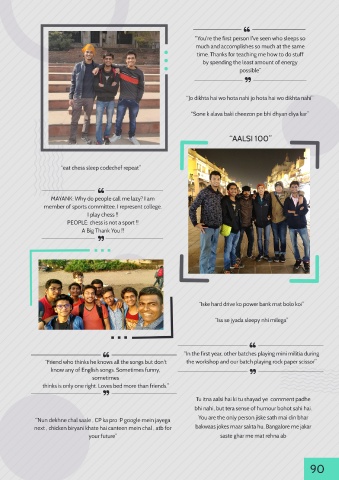 "You're the first person I've seen who sleeps so
much and accomplishes so much at the same
time. Thanks for teaching me how to do stuff
by spending the least amount of energy
possible"
"Jo dikhta hai wo hota nahi jo hota hai wo dikhta nahi"
"Sone k alava baki cheezon pe bhi dhyan diya kar"
"AALSI 100"
"eat chess sleep codechef repeat"
MAYANK: Why do people call me lazy? I am
member of sports committee, I represent college.
I play chess !!
PEOPLE: chess is not a sport !!
A Big Thank You !!
"Iske hard drive ko power bank mat bolo koi"
"Isa se jyada sleepy nhi milega"
"In the first year, other batches playing mini militia during
the workshop and our batch playing rock paper scissor"
"Friend who thinks he knows all the songs but don't
know any of English songs. Sometimes funny,
sometimes
thinks is only one right. Loves bed more than friends."
"Nun dekhne chal saale .. CP ka pro :P google mein jayega
next .. chicken biryani khate hai canteen mein chal . atb for
your future"
Tu itna aalsi hai ki tu shayad ye comment padhe
bhi nahi , but tera sense of humour bohot sahi hai.
You are the only person jiske sath mai din bhar
bakwaas jokes maar sakta hu. Bangalore me jakar
saste ghar me mat rehna ab
90